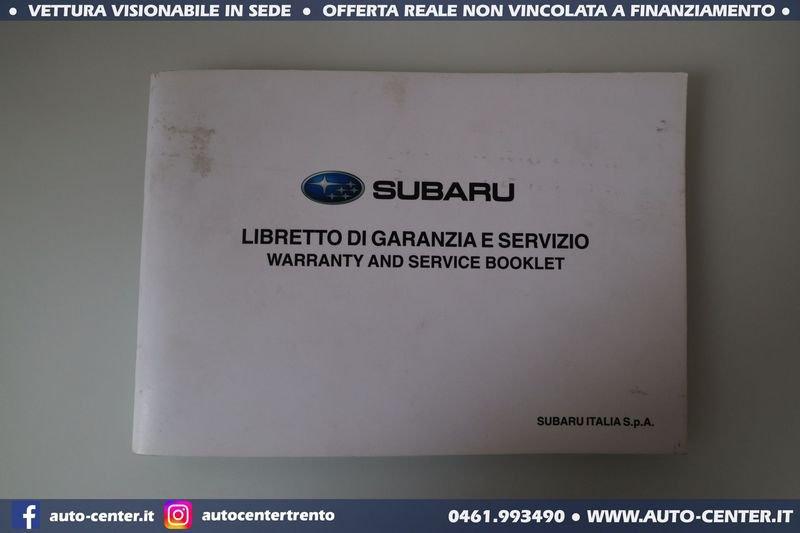 • VETTURA VISIONABILE IN SEDE • OFFERTA REALE NON VINCOLATA A FINANZIAMENTO •
SUBARU
LIBRETTO DI GARANZIA E SERVIZIO
WARRANTY AND SERVICE BOOKLET
SUBARU ITALIA S.p.A.
auto-center.it autocentertrento 0461.993490 • WWW.AUTO-CENTER.IT